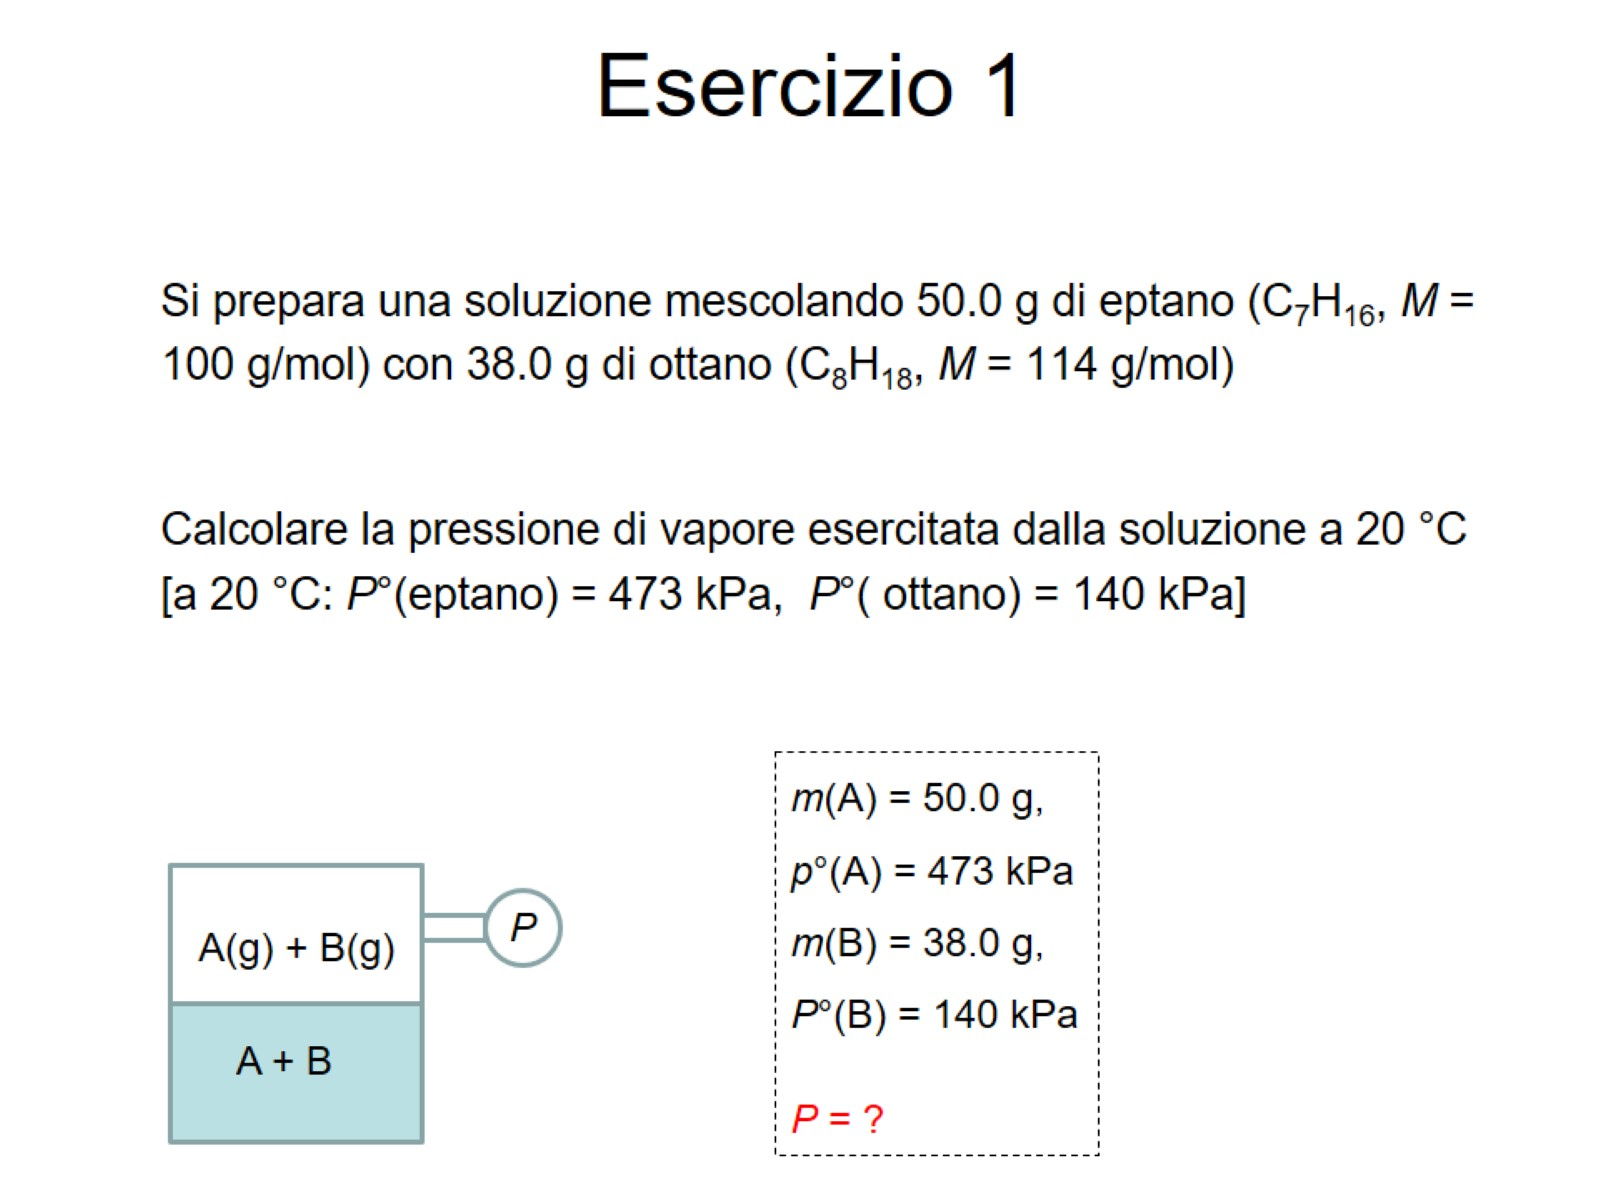 Esercizio 1
Si prepara una soluzione mescolando 50.0 g di eptano (C₇H₁₆, M =
100 g/mol) con 38.0 g di ottano (C₈H₁₈, M = 114 g/mol)
Calcolare la pressione di vapore esercitata dalla soluzione a 20 °C
[a 20 °C: P°(eptano) = 473 kPa, P°( ottano) = 140 kPa]
A(g) + B(g)
P
A + B
m(A) = 50.0 g,
p°(A) = 473 kPa
m(B) = 38.0 g,
P°(B) = 140 kPa
P = ?